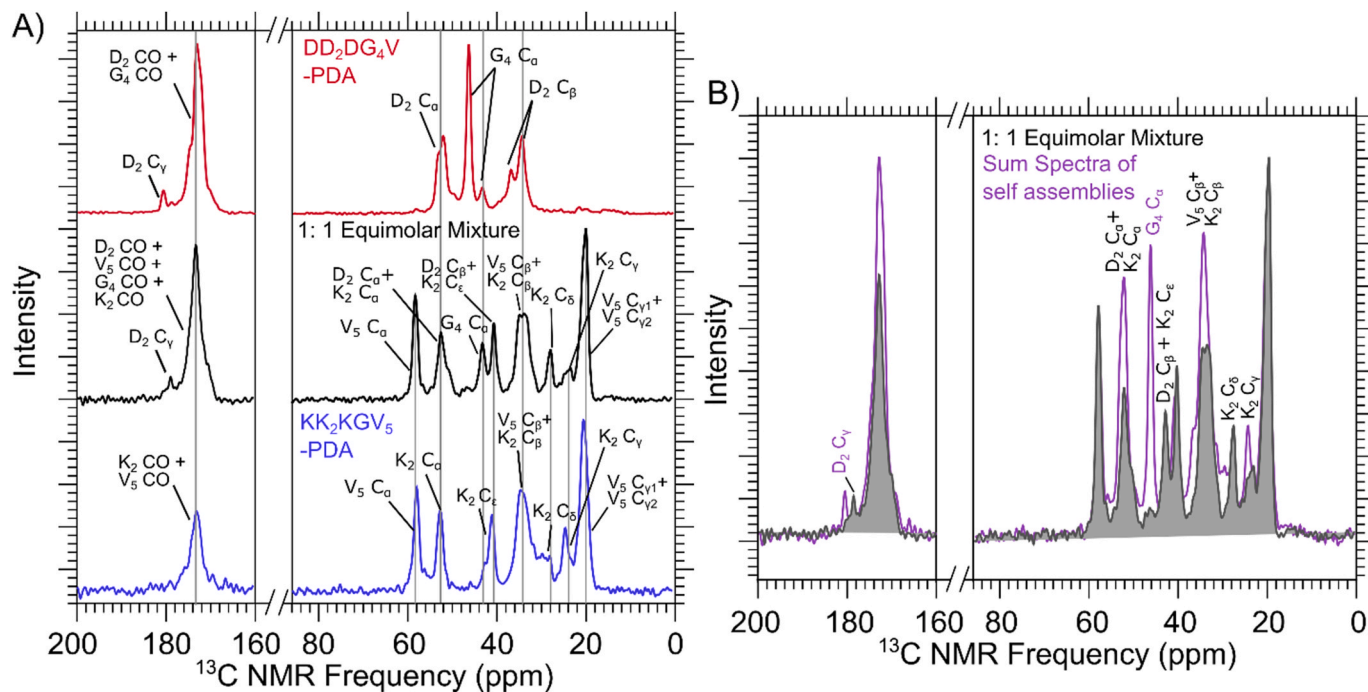 A)
Intensity
D₂ CO +
G₄ CO
D₂ Cγ
DD₂DG₄V
-PDA
G₄ Cα
D₂ Cα
D₂ Cβ
1: 1 Equimolar Mixture
D₂ CO +
V₅ CO +
G₄ CO +
K₂ CO
D₂ Cγ
D₂ Cα+
K₂ Cα
V₅ Cα
D₂ Cβ+
K₂ Cε
G₄ Cα
V₅ Cβ+
K₂ Cβ
K₂ Cδ
K₂ Cγ
V₅ Cγ1+
V₅ Cγ2
KK₂KGV₅
-PDA
K₂ CO +
V₅ CO
V₅ Cα
K₂ Cα
K₂ Cε
V₅ Cβ+
K₂ Cβ
K₂ Cδ
K₂ Cγ
V₅ Cγ1+
V₅ Cγ2
200 180 160 // 80 60 40 20 0
¹³C NMR Frequency (ppm)
B)
Intensity
1: 1 Equimolar Mixture
Sum Spectra of
self assemblies
D₂ Cγ
D₂ Cα+
K₂ Cα
G₄ Cα
D₂ Cβ + K₂ Cε
V₅ Cβ+
K₂ Cβ
K₂ Cδ
K₂ Cγ
200 180 160 // 80 60 40 20 0
¹³C NMR Frequency (ppm)